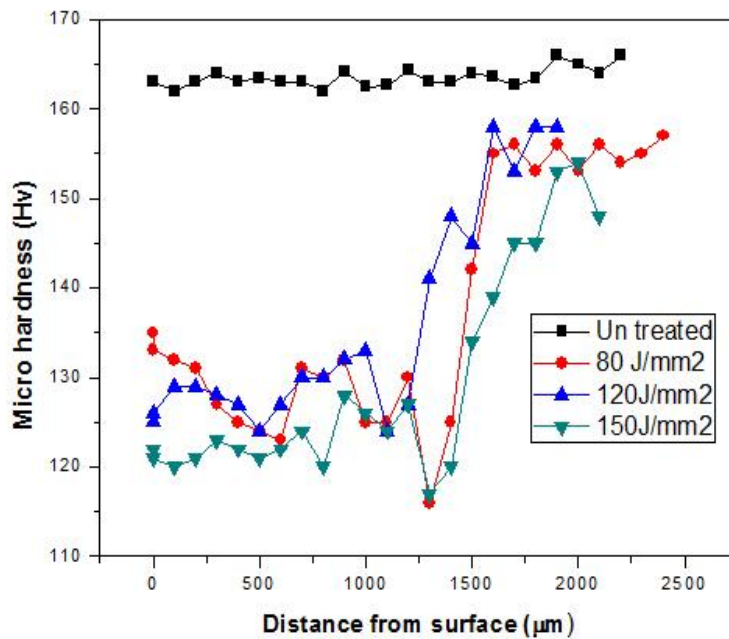 170
160
150
140
130
120
110
Micro hardness (Hv)
Un treated
80 J/mm2
120J/mm2
150J/mm2
0
500
1000
1500
2000
2500
Distance from surface (μm)